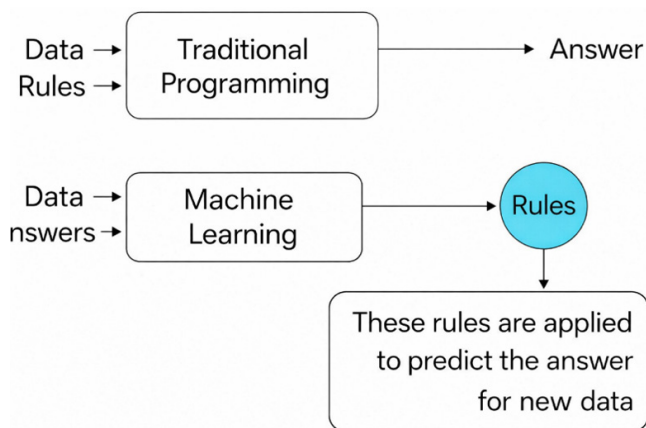 Data
Rules
Traditional
Programming
Answer
Data
nswers
Machine
Learning
Rules
These rules are applied
to predict the answer
for new data